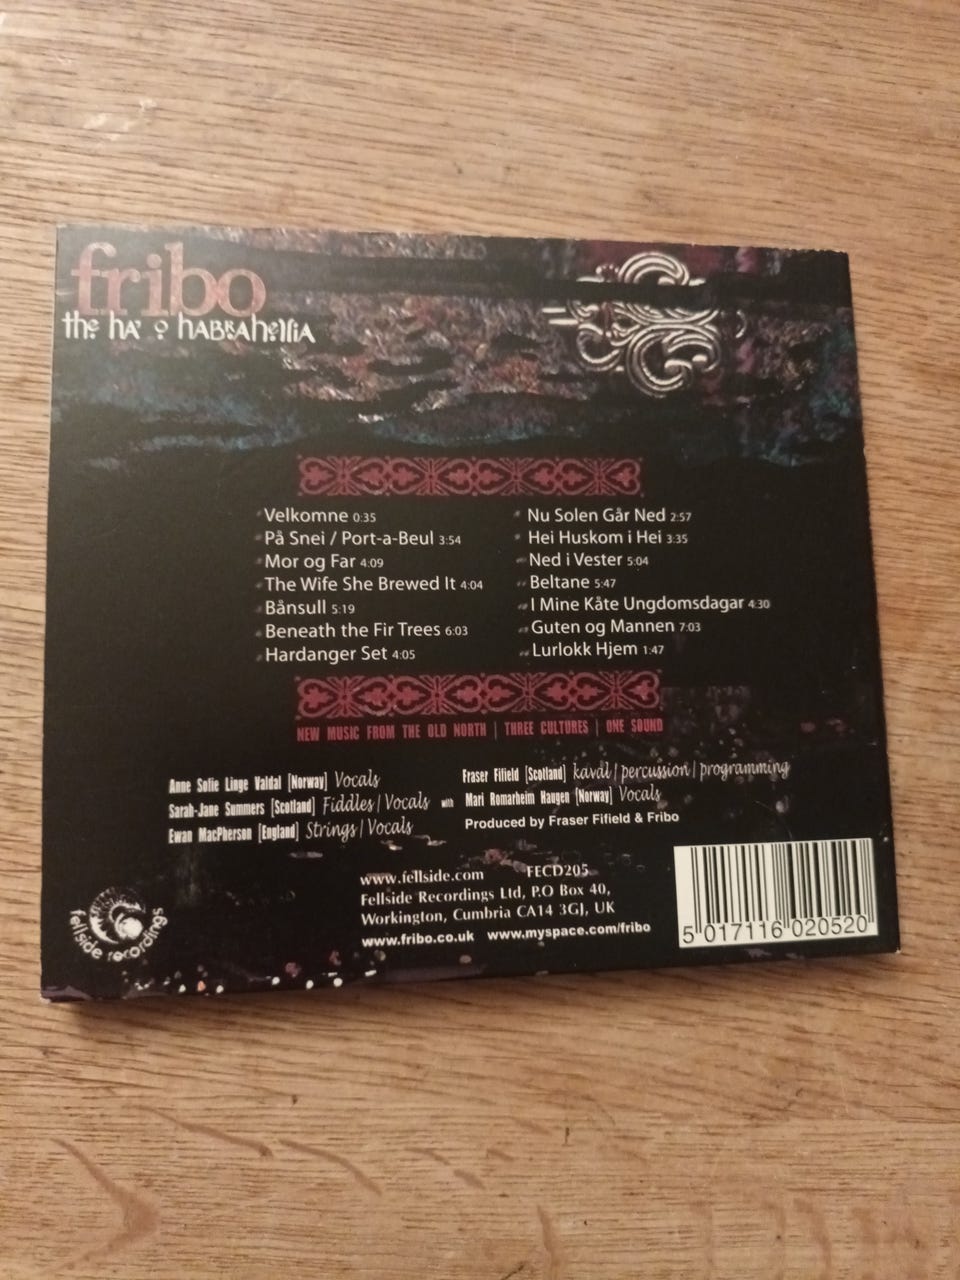 fribo
the ha' o habrahellia
Velkomne 0:35
På Snei / Port-a-Beul 3:54
Mor og Far 4:09
The Wife She Brewed It 4:04
Bånsull 5:19
Beneath the Fir Trees 6:03
Hardanger Set 4:05
Nu Solen Går Ned 2:57
Hei Huskom i Hei 3:35
Ned i Vester 5:04
Beltane 5:47
I Mine Kåte Ungdomsdagar 4:30
Guten og Mannen 7:03
Lurlokk Hjem 1:47
NEW MUSIC FROM THE OLD NORTH | THREE CULTURES | ONE SOUND
Anne Sofie Linge Valdal [Norway] Vocals
Sarah-Jane Summers [Scotland] Fiddles / Vocals
Ewan MacPherson [England] Strings / Vocals
with
Fraser Fifield [Scotland] kaval / percussion / programming
Mari Romarheim Haugen [Norway] Vocals
Produced by Fraser Fifield & Fribo
www.fellside.com FECD205
Fellside Recordings Ltd, P.O Box 40,
Workington, Cumbria CA14 3GJ, UK
www.fribo.co.uk www.myspace.com/fribo
fellside recordings
5 017116 020520